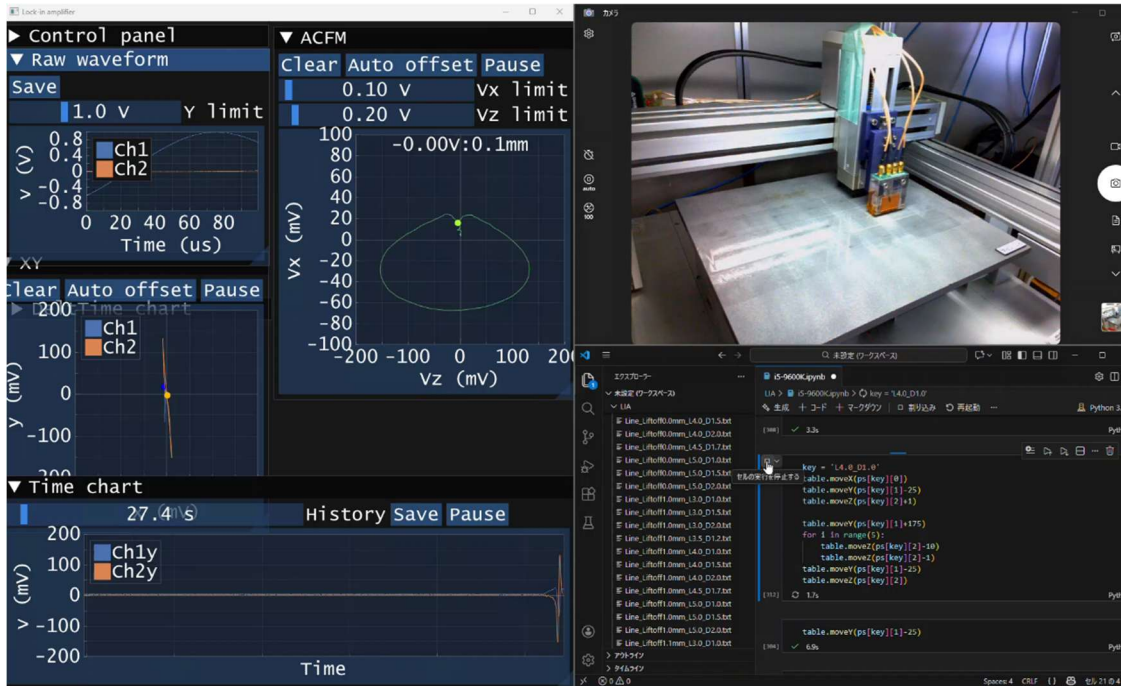 Lock-in amplifier
Control panel
Raw waveform
Save
1.0 V
Y limit
0.8
0.4
0
-0.4
-0.8
v (V)
Ch1
Ch2
0 20 40 60 80
Time (us)
XY
Clear Auto offset Pause
200
100
0
-100
y (mV)
Ch1
Ch2
ACFM
Clear Auto offset Pause
0.10 V
Vx limit
0.20 V
Vz limit
100
80
60
40
20
0
-20
-40
-60
-80
-100
Vx (mV)
-0.00V:0.1mm
-200 -100 0 100 20
Vz (mV)
Time chart
27.4 s
History Save Pause
200
100
0
-100
-200
v (mV)
Ch1y
Ch2y
Time
カメラ
auto
100
未設定 (ワークスペース)
エクスプローラー
未設定 (ワークスペース)
LIA
Line_Liftoff0.0mm_L4.0_D1.5.txt
Line_Liftoff0.0mm_L4.0_D2.0.txt
Line_Liftoff0.0mm_L4.5_D1.7.txt
Line_Liftoff0.0mm_L5.0_D1.0.txt
Line_Liftoff0.0mm_L5.0_D1.5.txt
Line_Liftoff0.0mm_L5.0_D2.0.txt
Line_Liftoff1.0mm_L3.0_D1.0.txt
Line_Liftoff1.0mm_L3.0_D1.5.txt
Line_Liftoff1.0mm_L3.0_D2.0.txt
Line_Liftoff1.0mm_L3.5_D1.2.txt
Line_Liftoff1.0mm_L4.0_D1.0.txt
Line_Liftoff1.0mm_L4.0_D1.5.txt
Line_Liftoff1.0mm_L4.0_D2.0.txt
Line_Liftoff1.0mm_L4.5_D1.7.txt
Line_Liftoff1.0mm_L5.0_D1.0.txt
Line_Liftoff1.0mm_L5.0_D1.5.txt
Line_Liftoff1.0mm_L5.0_D2.0.txt
Line_Liftoff1.1mm_L3.0_D1.0.txt
アウトライン
タイムライン
i5-9600K.ipynb
LIA > i5-9600K.ipynb > key = 'L4.0_D1.0'
生成 + コード + マークダウン 割り込み 再起動 ...
Python 3.
3.3s
セルの実行を停止する
key = 'L4.0_D1.0'
table.moveX(ps[key][0])
table.moveY(ps[key][1]-25)
table.moveZ(ps[key][2]+1)
table.moveY(ps[key][1]+175)
for i in range(5):
table.moveZ(ps[key][2]-10)
table.moveZ(ps[key][2]-1)
table.moveY(ps[key][1]-25)
table.moveZ(ps[key][2])
1.7s
table.moveY(ps[key][1]-25)
6.9s
0 0 Spaces: 4 CRLF {}